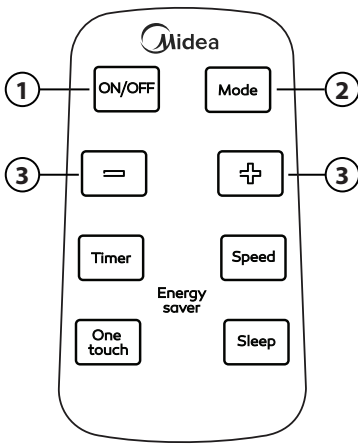 Midea
1 ON/OFF Mode 2
3 − + 3
Timer Speed
Energy
saver
One
touch
Sleep